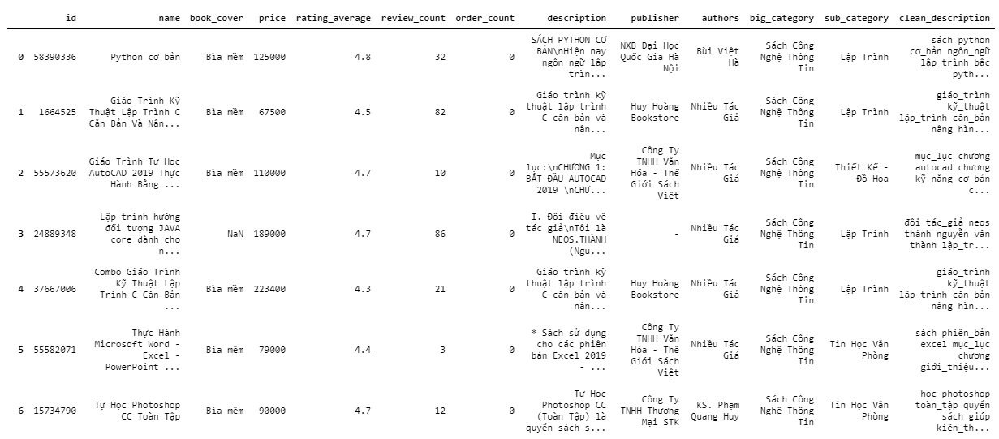 id name book_cover price rating_average review_count order_count description publisher authors big_category sub_category clean_description
0 58390336 Python cơ bản Bìa mềm 125000 4.8 32 0 SÁCH PYTHON CƠ BẢN\nHiện nay ngôn ngữ lập trìn... NXB Đại Học Quốc Gia Hà Nội Bùi Việt Hà Sách Công Nghệ Thông Tin Lập Trình sách python cơ_bản ngôn_ngữ lập_trình bậc pyth...
1 1664525 Giáo Trình Kỹ Thuật Lập Trình C Căn Bản Và Nân... Bìa mềm 67500 4.5 82 0 Giáo trình kỹ thuật lập trình C căn bản và nân... Huy Hoàng Bookstore Nhiều Tác Giả Sách Công Nghệ Thông Tin Lập Trình giáo_trình kỹ_thuật lập_trình căn_bản nâng hìn...
2 55573620 Giáo Trình Tự Học AutoCAD 2019 Thực Hành Bằng ... Bìa mềm 110000 4.7 10 0 Mục lục:\nCHƯƠNG 1: BẮT ĐẦU AUTOCAD 2019 \nCHƯ... Công Ty TNHH Văn Hóa - Thế Giới Sách Việt Nhiều Tác Giả Sách Công Nghệ Thông Tin Thiết Kế - Đồ Họa mục_lục chương autocad chương kỹ_năng cơ_bản c...
3 24889348 Lập trình hướng đối tượng JAVA core dành cho n... NaN 189000 4.7 86 0 I. Đôi điều về tác giả\nTôi là NEOS.THÀNH (Ngu... - Nhiều Tác Giả Sách Công Nghệ Thông Tin Lập Trình đôi tác_giả neos thành nguyễn văn thành lập_tr...
4 37667006 Combo Giáo Trình Kỹ Thuật Lập Trình C Căn Bản ... Bìa mềm 223400 4.3 21 0 Giáo trình kỹ thuật lập trình C căn bản và nân... Huy Hoàng Bookstore Nhiều Tác Giả Sách Công Nghệ Thông Tin Lập Trình giáo_trình kỹ_thuật lập_trình căn_bản nâng hìn...
5 55582071 Thực Hành Microsoft Word - Excel - PowerPoint ... Bìa mềm 79000 4.4 3 0 * Sách sử dụng cho các phiên bản Excel 2019 - ... Công Ty TNHH Văn Hóa - Thế Giới Sách Việt Nhiều Tác Giả Sách Công Nghệ Thông Tin Tin Học Văn Phòng sách phiên_bản excel mục_lục chương giới_thiệu...
6 15734790 Tự Học Photoshop CC Toàn Tập Bìa mềm 90000 4.7 12 0 Tự Học Photoshop CC (Toàn Tập) là quyển sách s... Công Ty TNHH Thương Mại STK KS. Phạm Quang Huy Sách Công Nghệ Thông Tin Tin Học Văn Phòng học photoshop toàn_tập quyển sách giúp kiến_th...